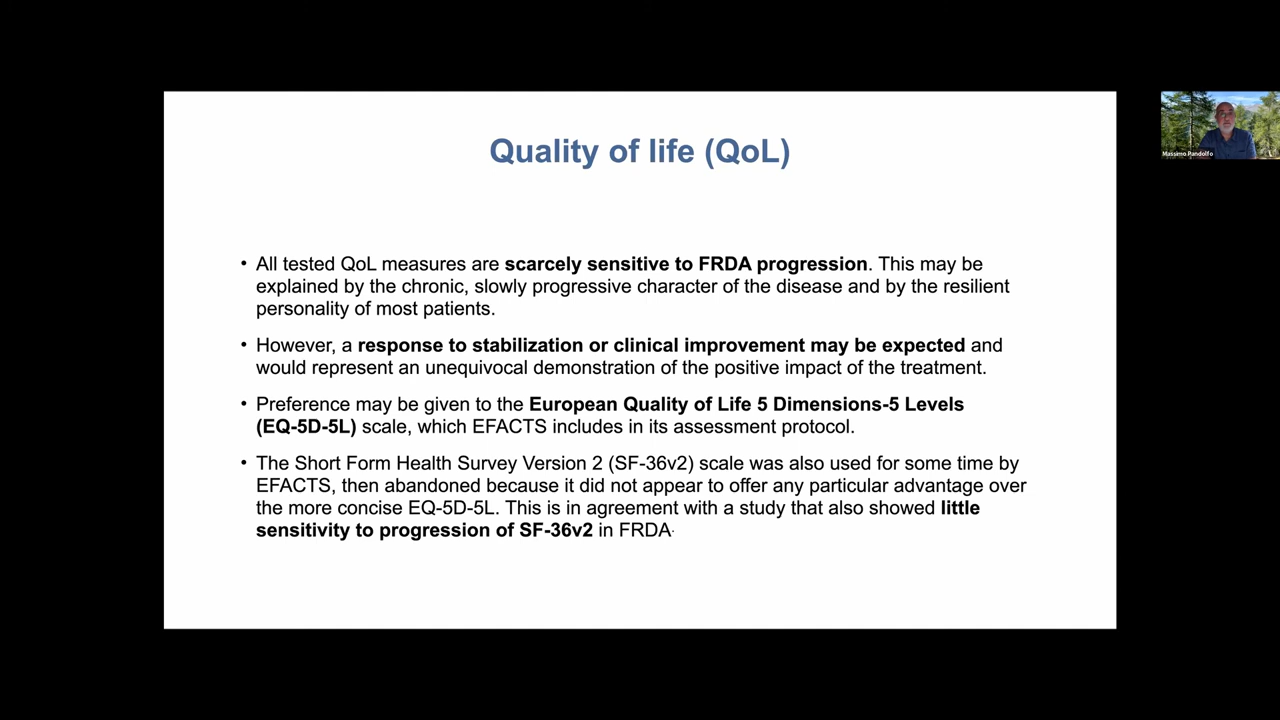 Quality of life (QoL)
• All tested QoL measures are scarcely sensitive to FRDA progression. This may be
explained by the chronic, slowly progressive character of the disease and by the resilient
personality of most patients.
• However, a response to stabilization or clinical improvement may be expected and
would represent an unequivocal demonstration of the positive impact of the treatment.
• Preference may be given to the European Quality of Life 5 Dimensions-5 Levels
(EQ-5D-5L) scale, which EFACTS includes in its assessment protocol.
• The Short Form Health Survey Version 2 (SF-36v2) scale was also used for some time by
EFACTS, then abandoned because it did not appear to offer any particular advantage over
the more concise EQ-5D-5L. This is in agreement with a study that also showed little
sensitivity to progression of SF-36v2 in FRDA.
Massimo Pandolfo